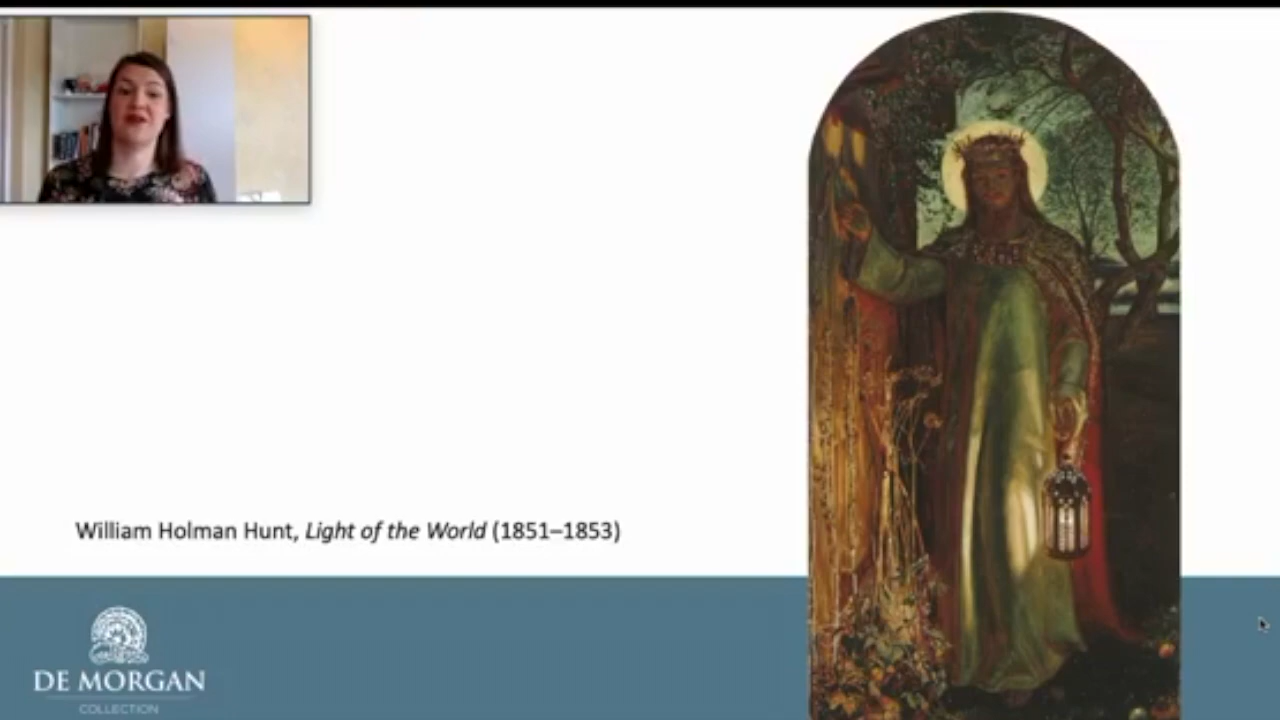 William Holman Hunt, Light of the World (1851–1853)
DE MORGAN
COLLECTION